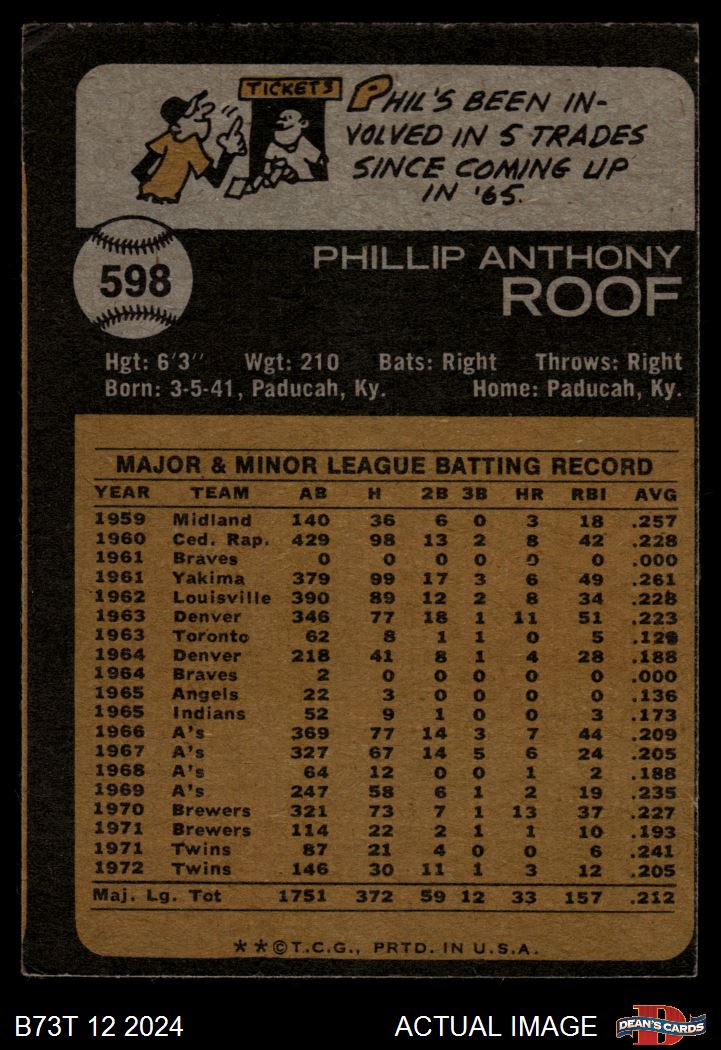 TICKETS
PHIL'S BEEN IN-
VOLVED IN 5 TRADES
SINCE COMING UP
IN '65.
598
PHILLIP ANTHONY
ROOF
Hgt: 6'3" Wgt: 210 Bats: Right Throws: Right
Born: 3-5-41, Paducah, Ky. Home: Paducah, Ky.
MAJOR & MINOR LEAGUE BATTING RECORD
YEAR TEAM AB H 2B 3B HR RBI AVG
1959 Midland 140 36 6 0 3 18 .257
1960 Ced. Rap. 429 98 13 2 8 42 .228
1961 Braves 0 0 0 0 0 0 .000
1961 Yakima 379 99 17 3 6 49 .261
1962 Louisville 390 89 12 2 8 34 .228
1963 Denver 346 77 18 1 11 51 .223
1963 Toronto 62 8 1 1 0 5 .129
1964 Denver 218 41 8 1 4 28 .188
1964 Braves 2 0 0 0 0 0 .000
1965 Angels 22 3 0 0 0 0 .136
1965 Indians 52 9 1 0 0 3 .173
1966 A's 369 77 14 3 7 44 .209
1967 A's 327 67 14 5 6 24 .205
1968 A's 64 12 0 0 1 2 .188
1969 A's 247 58 6 1 2 19 .235
1970 Brewers 321 73 7 1 13 37 .227
1971 Brewers 114 22 2 1 1 10 .193
1971 Twins 87 21 4 0 0 6 .241
1972 Twins 146 30 11 1 3 12 .205
Maj. Lg. Tot 1751 372 59 12 33 157 .212
**©T.C.G., PRTD. IN U.S.A.
B73T 12 2024
ACTUAL IMAGE
D
DEAN'S CARDS